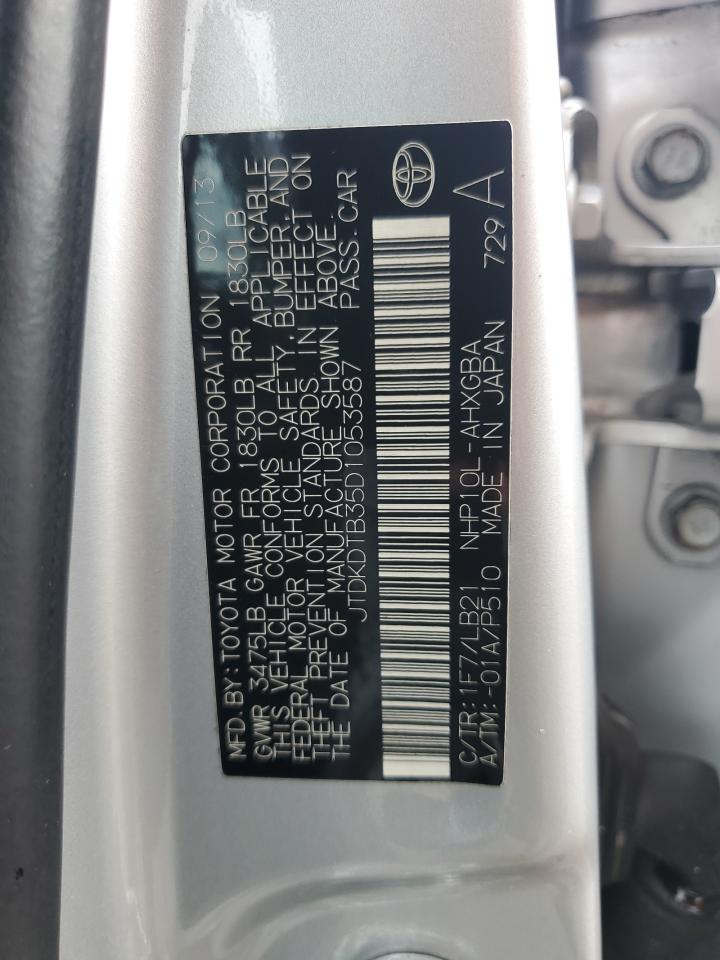 MFD. BY: TOYOTA MOTOR CORPORATION 09/13
GVWR 3475LB GAWR FR 1830LB RR 1830LB
THIS VEHICLE CONFORMS TO ALL APPLICABLE
FEDERAL MOTOR VEHICLE SAFETY, BUMPER, AND
THEFT PREVENTION STANDARDS IN EFFECT ON
THE DATE OF MANUFACTURE SHOWN ABOVE.
JTDKDTB35D1053587 PASS. CAR
C/TR: 1F7/LB21 NHP10L-AHXGBA
A/TM: -01A/P510 MADE IN JAPAN 729 A